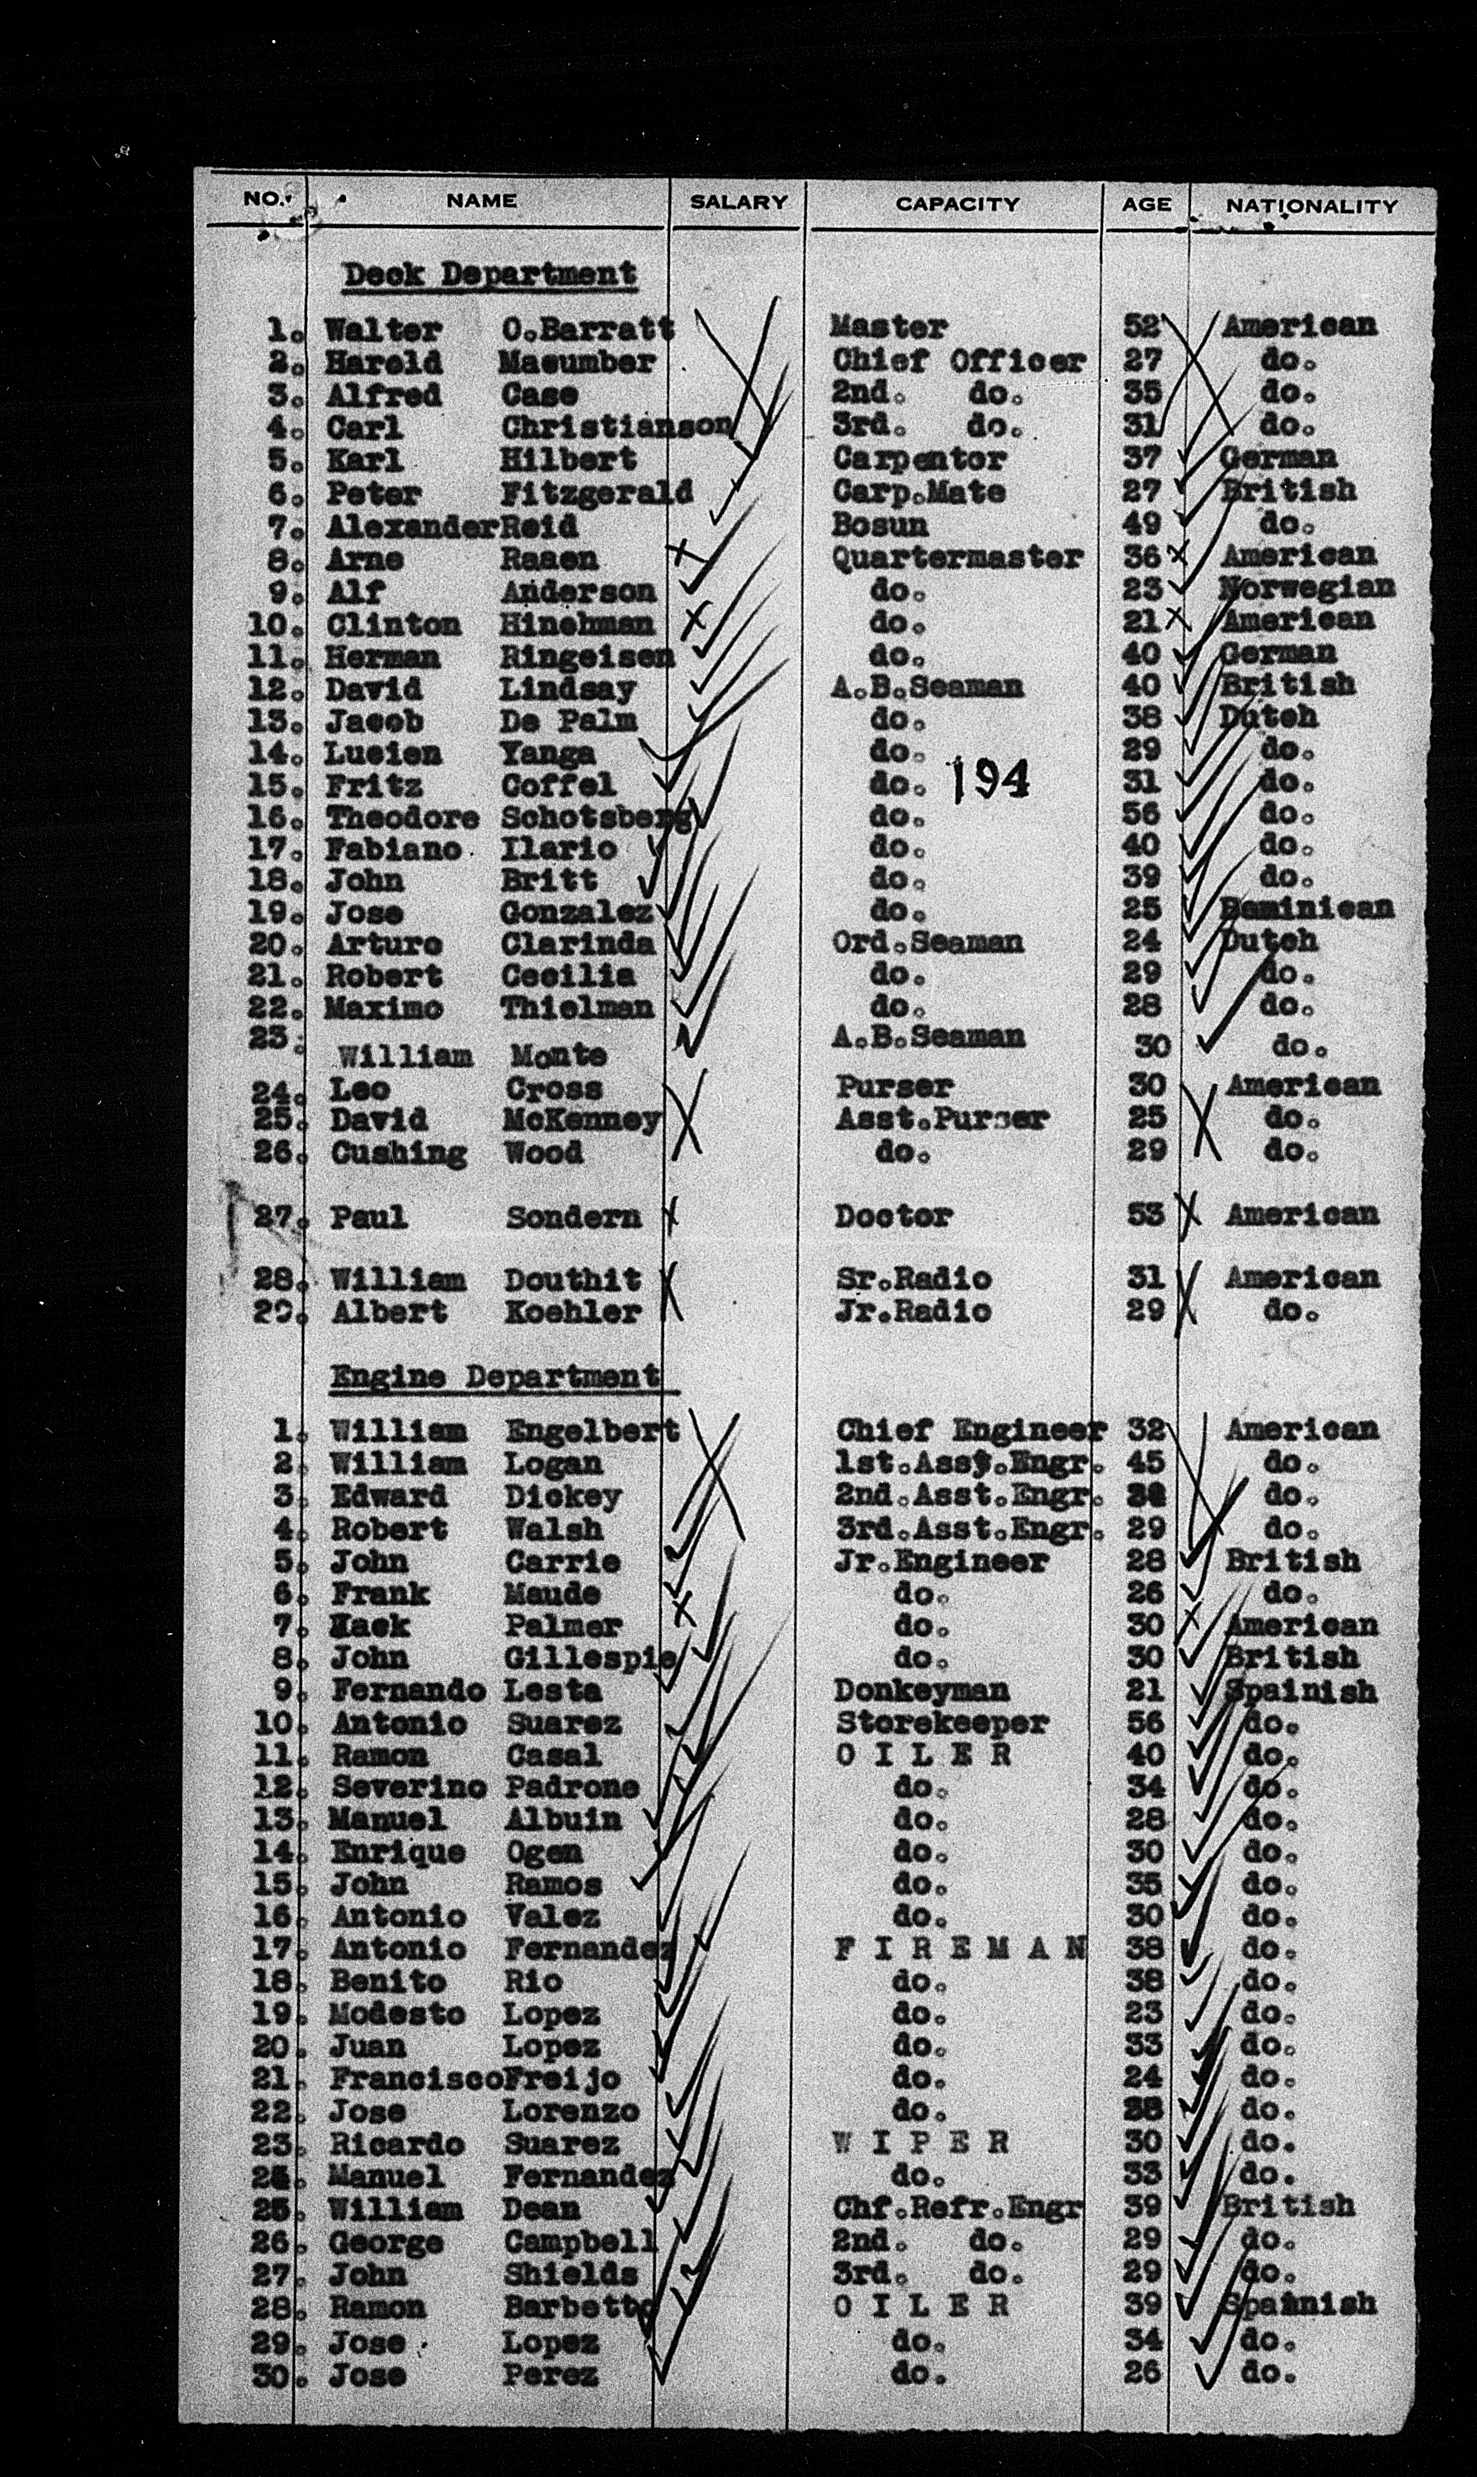 NO. NAME SALARY CAPACITY AGE NATIONALITY
Deck Department
1. Walter O.Barratt Master 52 American
2. Harold Macumber Chief Officer 27 do.
3. Alfred Case 2nd. do. 35 do.
4. Carl Christianson 3rd. do. 31 do.
5. Karl Hilbert Carpentor 37 German
6. Peter Fitzgerald Carp.Mate 27 British
7. Alexander Reid Bosun 49 do.
8. Arne Raaen Quartermaster 36 American
9. Alf Anderson do. 23 Norwegian
10. Clinton Hinchman do. 21 American
11. Herman Ringeisen do. 40 German
12. David Lindsay A.B.Seaman 40 British
13. Jacob De Palm do. 38 Dutch
14. Lucien Yanga do. 29 do.
15. Fritz Coffel do. 31 do.
194
16. Theodore Schotsberg do. 56 do.
17. Fabiano Ilario do. 40 do.
18. John Britt do. 39 do.
19. Jose Gonzalez do. 25 Dominican
20. Arturo Clarinda Ord.Seaman 24 Dutch
21. Robert Cecilia do. 29 do.
22. Maximo Thielman do. 28 do.
23. William Monte A.B.Seaman 30 do.
24. Leo Cross Purser 30 American
25. David McKenney Asst.Purser 25 do.
26. Cushing Wood do. 29 do.
27. Paul Sondern Doctor 53 American
28. William Douthit Sr.Radio 31 American
29. Albert Koehler Jr.Radio 29 do.
Engine Department
1. William Engelbert Chief Engineer 32 American
2. William Logan 1st.Asst.Engr. 45 do.
3. Edward Dickey 2nd.Asst.Engr. do.
4. Robert Walsh 3rd.Asst.Engr. 29 do.
5. John Carrie Jr.Engineer 28 British
6. Frank Maude do. 26 do.
7. Mack Palmer do. 30 American
8. John Gillespie do. 30 British
9. Fernando Lesta Donkeyman 21 Spainish
10. Antonio Suarez Storekeeper 56 do.
11. Ramon Casal O I L E R 40 do.
12. Severino Padrone do. 34 do.
13. Manuel Albuin do. 28 do.
14. Enrique Ogen do. 30 do.
15. John Ramos do. 35 do.
16. Antonio Valez do. 30 do.
17. Antonio Fernandez F I R E M A N 38 do.
18. Benito Rio do. 38 do.
19. Modesto Lopez do. 23 do.
20. Juan Lopez do. 33 do.
21. Francisco Freijo do. 24 do.
22. Jose Lorenzo do. 38 do.
23. Ricardo Suarez W I P E R 30 do.
24. Manuel Fernandez do. 33 do.
25. William Dean Chf.Refr.Engr 39 British
26. George Campbell 2nd. do. 29 do.
27. John Shields 3rd. do. 29 do.
28. Ramon Barbetto O I L E R 39 Spannish
29. Jose Lopez do. 34 do.
30. Jose Perez do. 26 do.